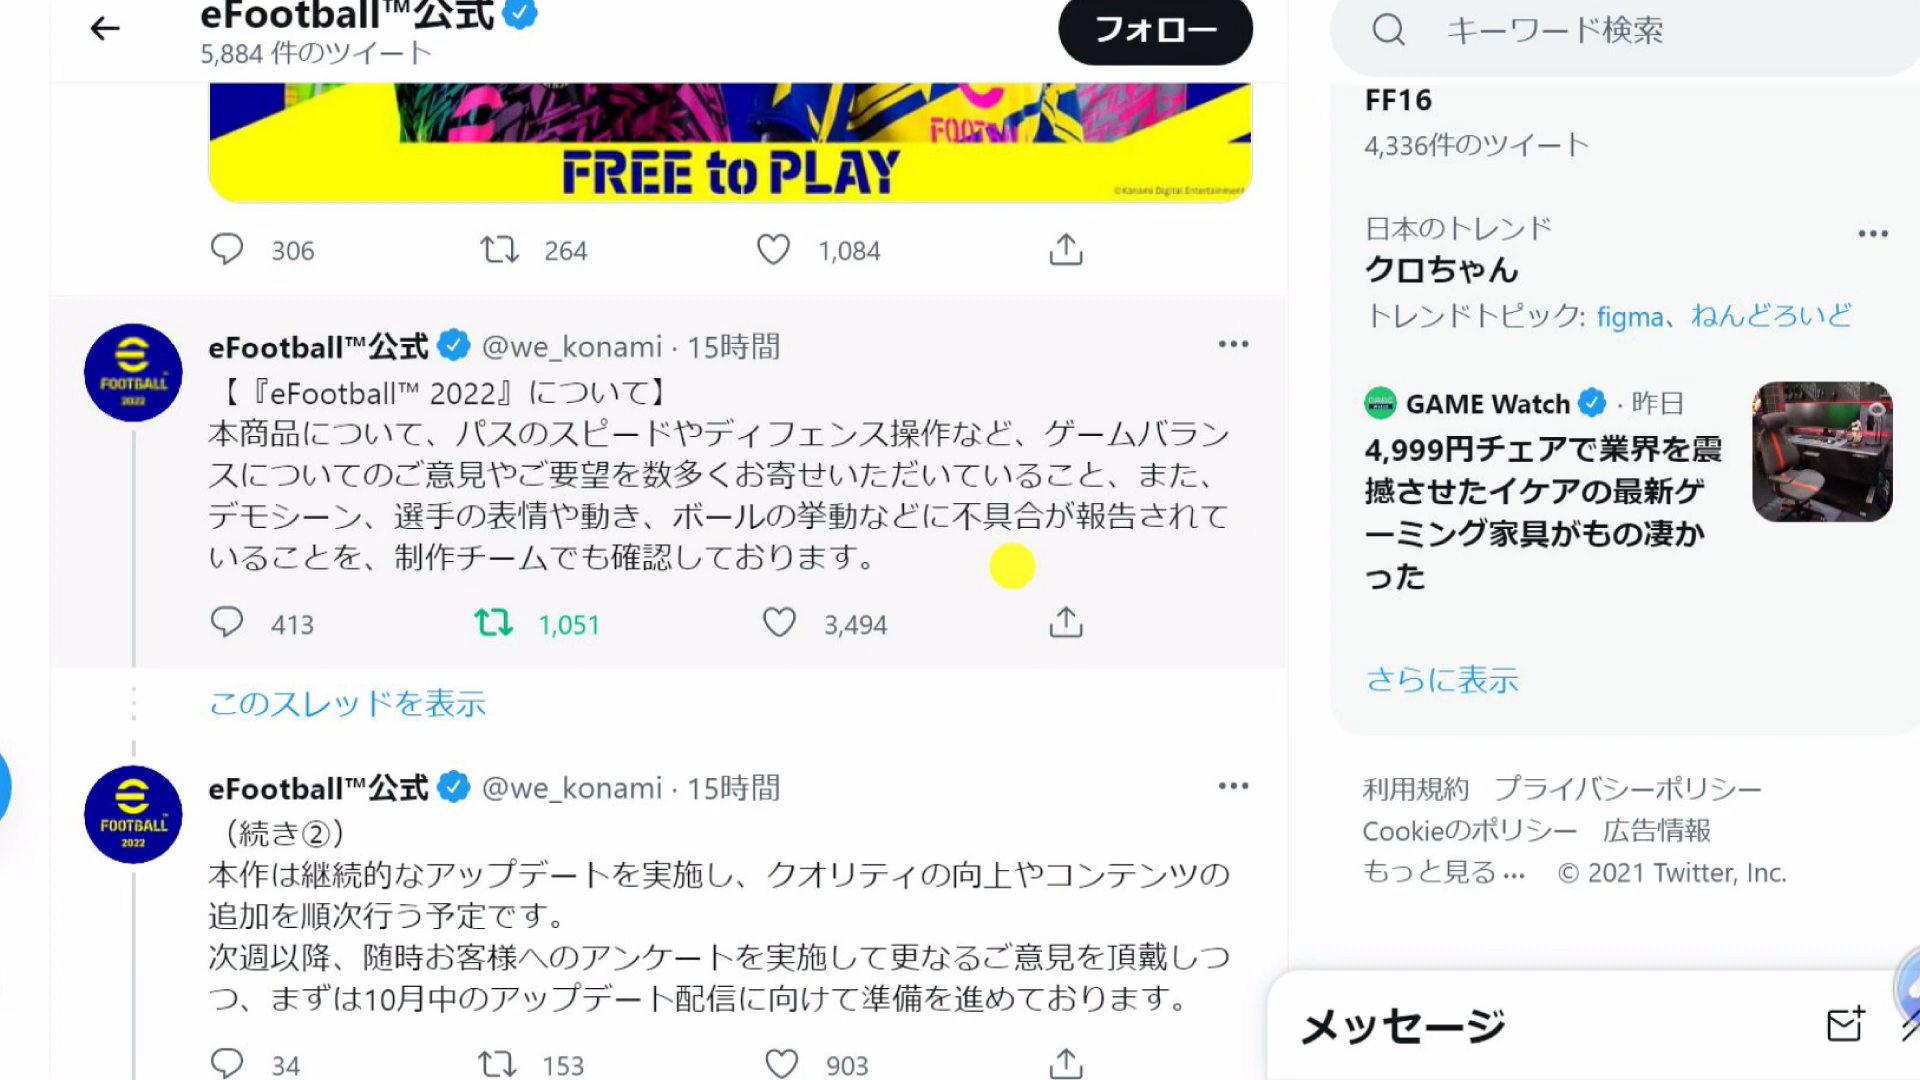 eFootball™公式
5,884 件のツイート
フォロー
キーワード検索
FREE to PLAY
©Konami Digital Entertainment
306
264
1,084
FF16
4,336件のツイート
日本のトレンド
クロちゃん
トレンドトピック: figma、ねんどろいど
GAME Watch · 昨日
4,999円チェアで業界を震
撼させたイケアの最新ゲ
ーミング家具がもの凄か
った
さらに表示
FOOTBALL
2022
eFootball™公式 @we_konami · 15時間
【『eFootball™ 2022』について】
本商品について、パスのスピードやディフェンス操作など、ゲームバラン
スについてのご意見やご要望を数多くお寄せいただいていること、また、
デモシーン、選手の表情や動き、ボールの挙動などに不具合が報告されて
いることを、制作チームでも確認しております。
413
1,051
3,494
このスレッドを表示
FOOTBALL
2022
eFootball™公式 @we_konami · 15時間
（続き②）
本作は継続的なアップデートを実施し、クオリティの向上やコンテンツの
追加を順次行う予定です。
次週以降、随時お客様へのアンケートを実施して更なるご意見を頂戴しつ
つ、まずは10月中のアップデート配信に向けて準備を進めております。
34
153
903
利用規約 プライバシーポリシー
Cookieのポリシー 広告情報
もっと見る ··· © 2021 Twitter, Inc.
メッセージ